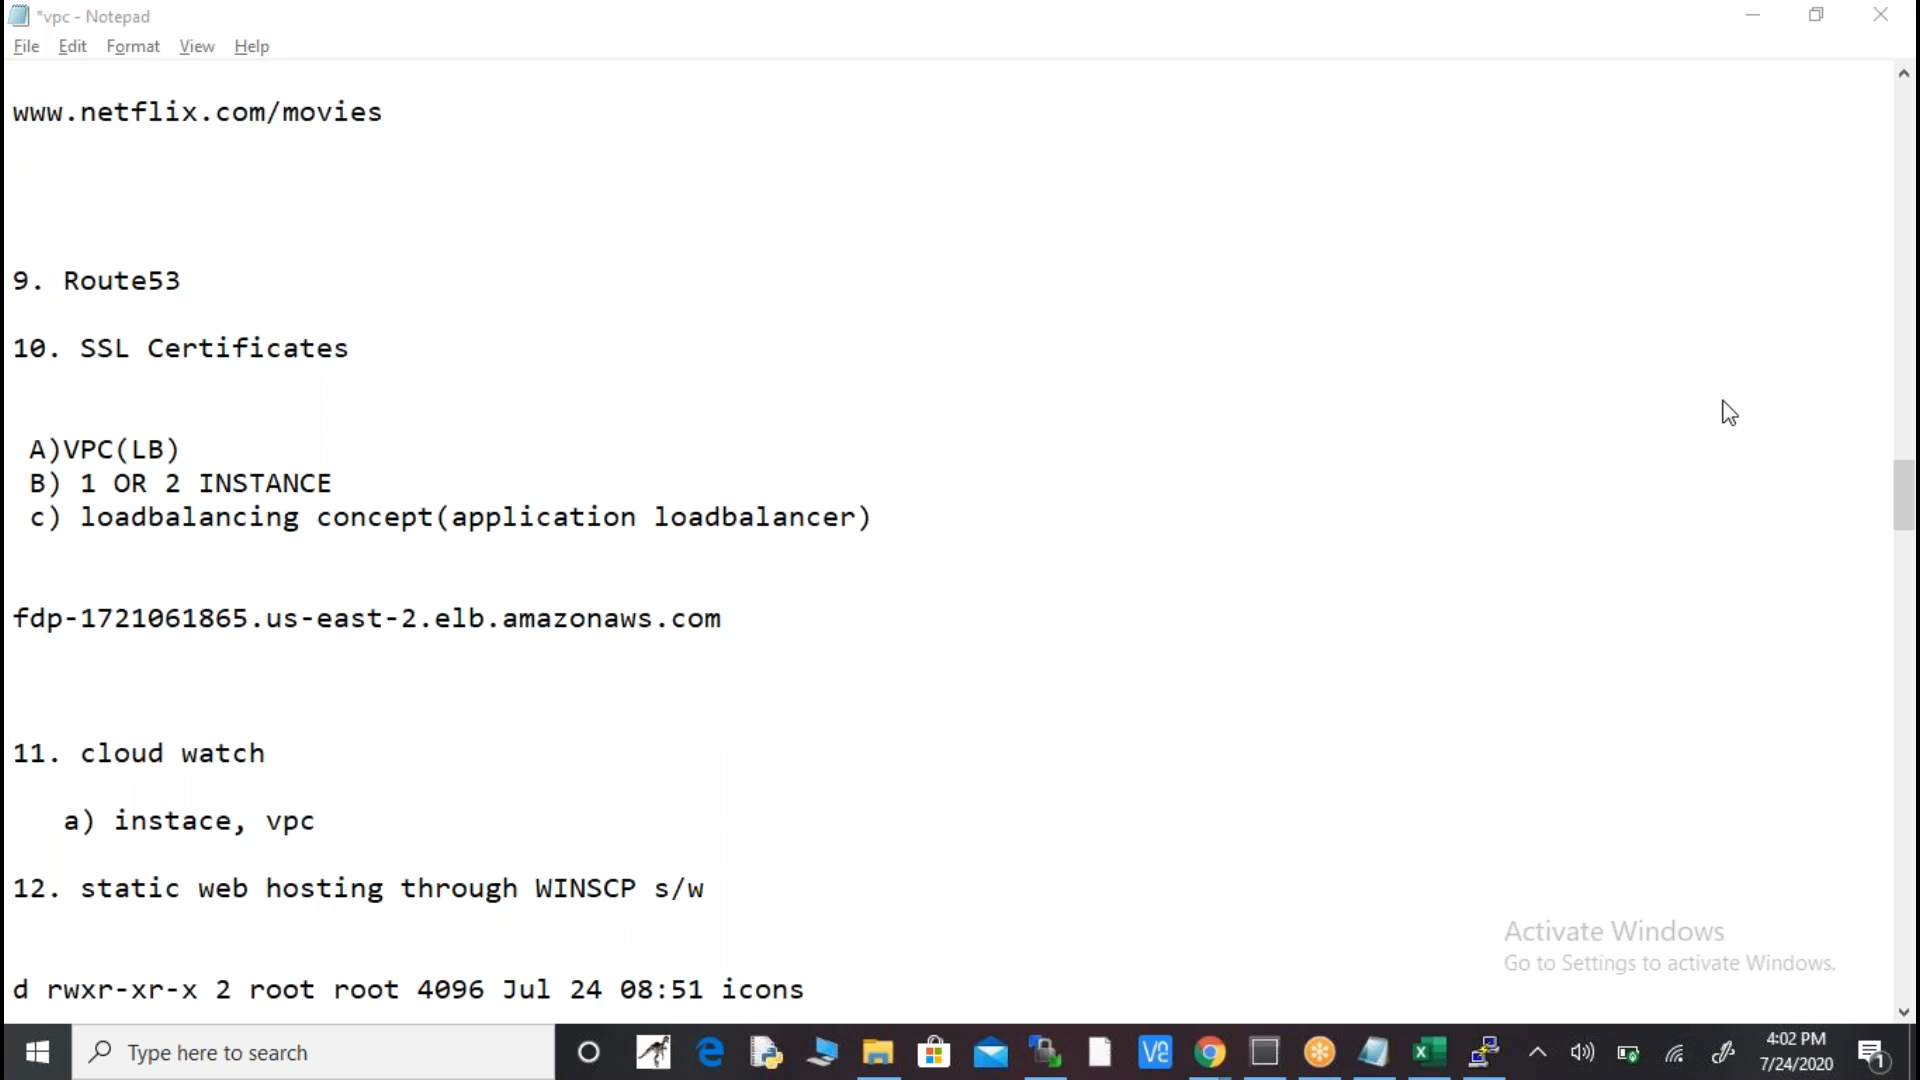 *vpc - Notepad
File Edit Format View Help
www.netflix.com/movies
9. Route53
10. SSL Certificates
A)VPC(LB)
B) 1 OR 2 INSTANCE
c) loadbalancing concept(application loadbalancer)
fdp-1721061865.us-east-2.elb.amazonaws.com
11. cloud watch
a) instace, vpc
12. static web hosting through WINSCP s/w
Activate Windows
Go to Settings to activate Windows.
d rwxr-xr-x 2 root root 4096 Jul 24 08:51 icons
Type here to search
4:02 PM
7/24/2020
1